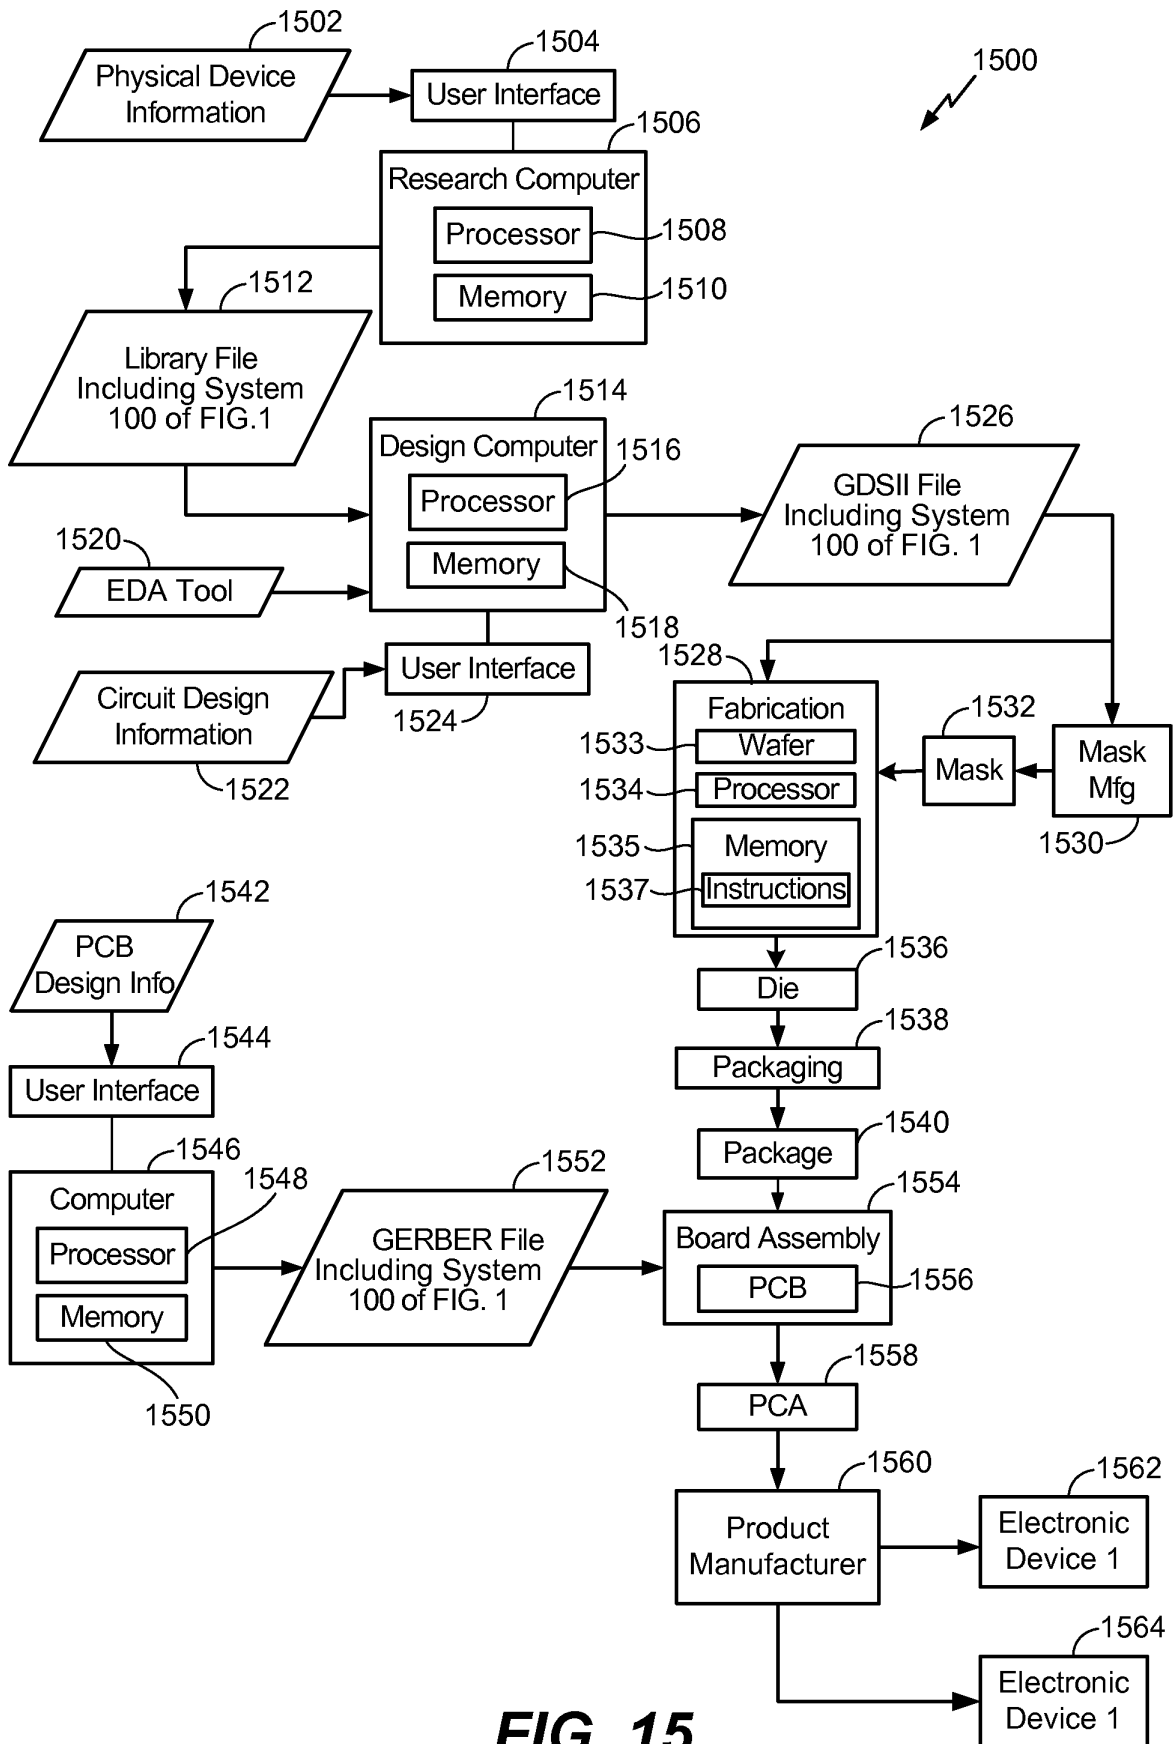 1502
Physical Device
Information
1504
User Interface
1500
1506
Research Computer
Processor
1508
Memory
1510
1512
Library File
Including System
100 of FIG.1
1514
Design Computer
1516
Processor
Memory
1518
1520
EDA Tool
User Interface
1524
Circuit Design
Information
1522
1526
GDSII File
Including System
100 of FIG. 1
1528
Fabrication
1533
Wafer
1534
Processor
1535
Memory
1537
Instructions
1532
Mask
Mask
Mfg
1530
1536
Die
1538
Packaging
1540
Package
1542
PCB
Design Info
1544
User Interface
1546
Computer
1548
Processor
Memory
1550
1552
GERBER File
Including System
100 of FIG. 1
1554
Board Assembly
PCB
1556
1558
PCA
1560
Product
Manufacturer
1562
Electronic
Device 1
1564
Electronic
Device 1
FIG. 15